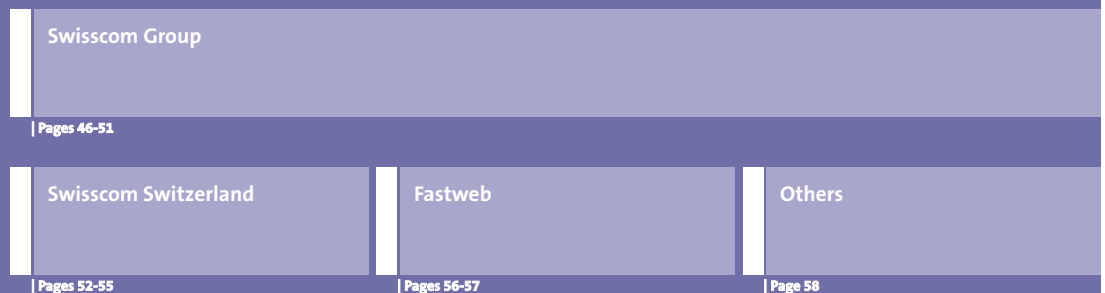 Swisscom Group
| Pages 46-51
Swisscom Switzerland
Fastweb
Others
| Pages 52-55
| Pages 56-57
| Page 58